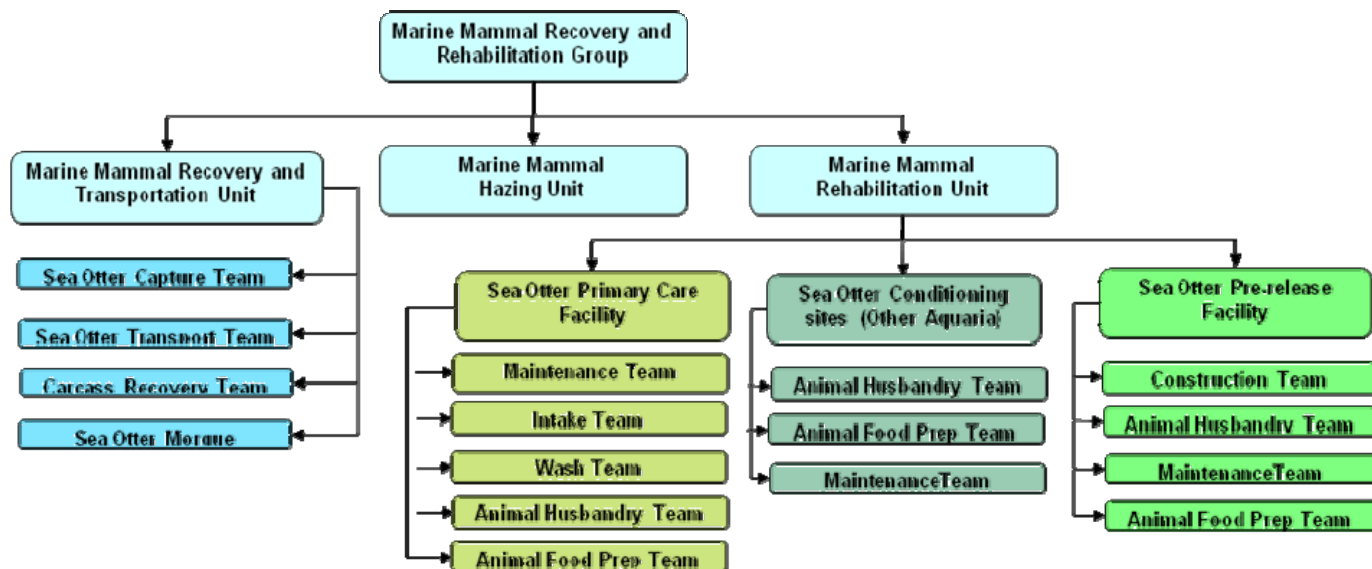 Marine Mammal Recovery and
Rehabilitation Group
Marine Mammal Recovery and
Transportation Unit
Marine Mammal
Hazing Unit
Marine Mammal
Rehabilitation Unit
Sea Otter Capture Team
Sea Otter Transport Team
Carcass Recovery Team
Sea Otter Morgue
Sea Otter Primary Care
Facility
Maintenance Team
Intake Team
Wash Team
Animal Husbandry Team
Animal Food Prep Team
Sea Otter Conditioning
sites (Other Aquaria)
Animal Husbandry Team
Animal Food Prep Team
MaintenanceTeam
Sea Otter Pre-release
Facility
Construction Team
Animal Husbandry Team
MaintenanceTeam
Animal Food Prep Team